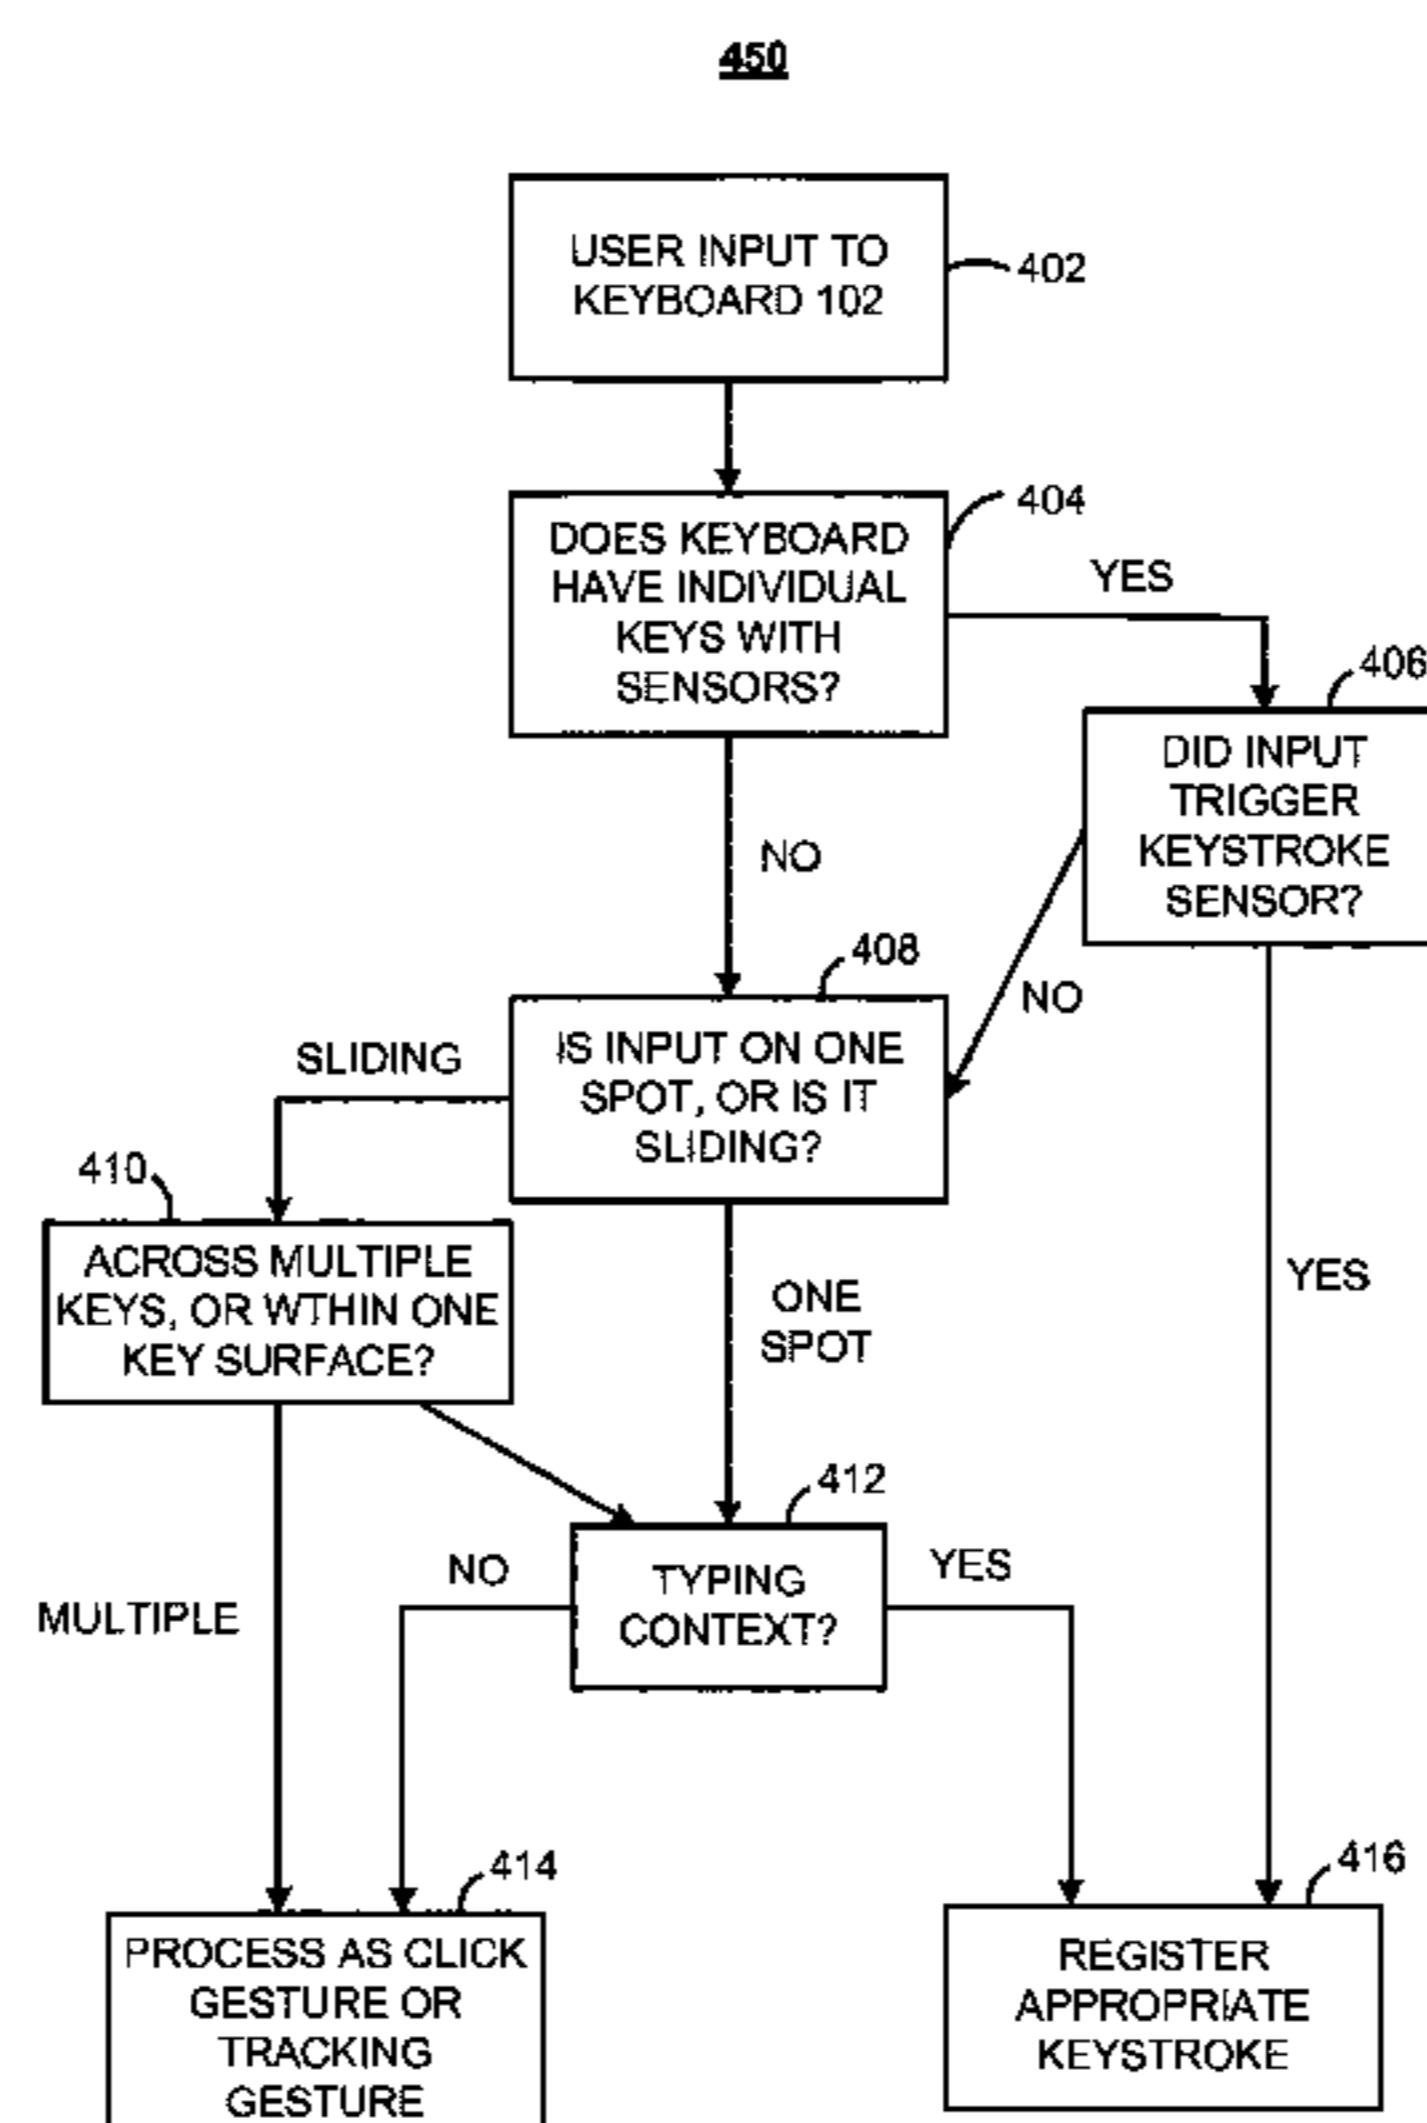 450
USER INPUT TO
KEYBOARD 102
402
DOES KEYBOARD
HAVE INDIVIDUAL
KEYS WITH
SENSORS?
404
YES
406
DID INPUT
TRIGGER
KEYSTROKE
SENSOR?
NO
NO
408
IS INPUT ON ONE
SPOT, OR IS IT
SLIDING?
SLIDING
410
ACROSS MULTIPLE
KEYS, OR WTHIN ONE
KEY SURFACE?
ONE
SPOT
YES
412
TYPING
CONTEXT?
NO
YES
MULTIPLE
414
PROCESS AS CLICK
GESTURE OR
TRACKING
GESTURE
416
REGISTER
APPROPRIATE
KEYSTROKE